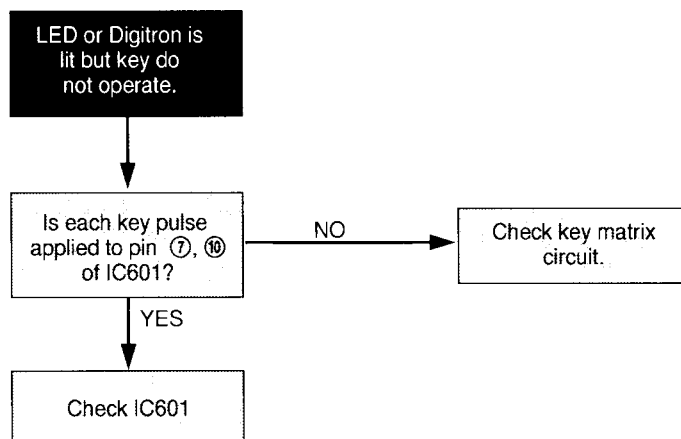 LED or Digitron is
lit but key do
not operate.
Is each key pulse
applied to pin ⑦, ⑩
of IC601?
NO
Check key matrix
circuit.
YES
Check IC601